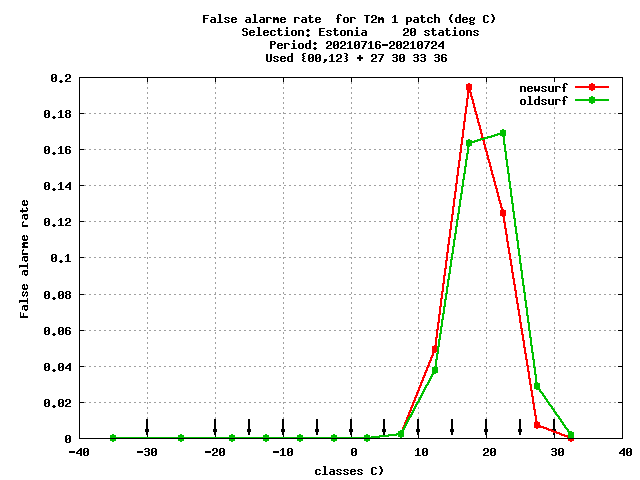 False alarme rate  for T2m 1 patch (deg C)
Selection: Estonia     20 stations
Period: 20210716-20210724
Used {00,12} + 27 30 33 36
newsurf
oldsurf
0.2
0.18
0.16
0.14
0.12
0.1
0.08
0.06
0.04
0.02
0
False alarme rate
-40 -30 -20 -10 0 10 20 30 40
classes C)